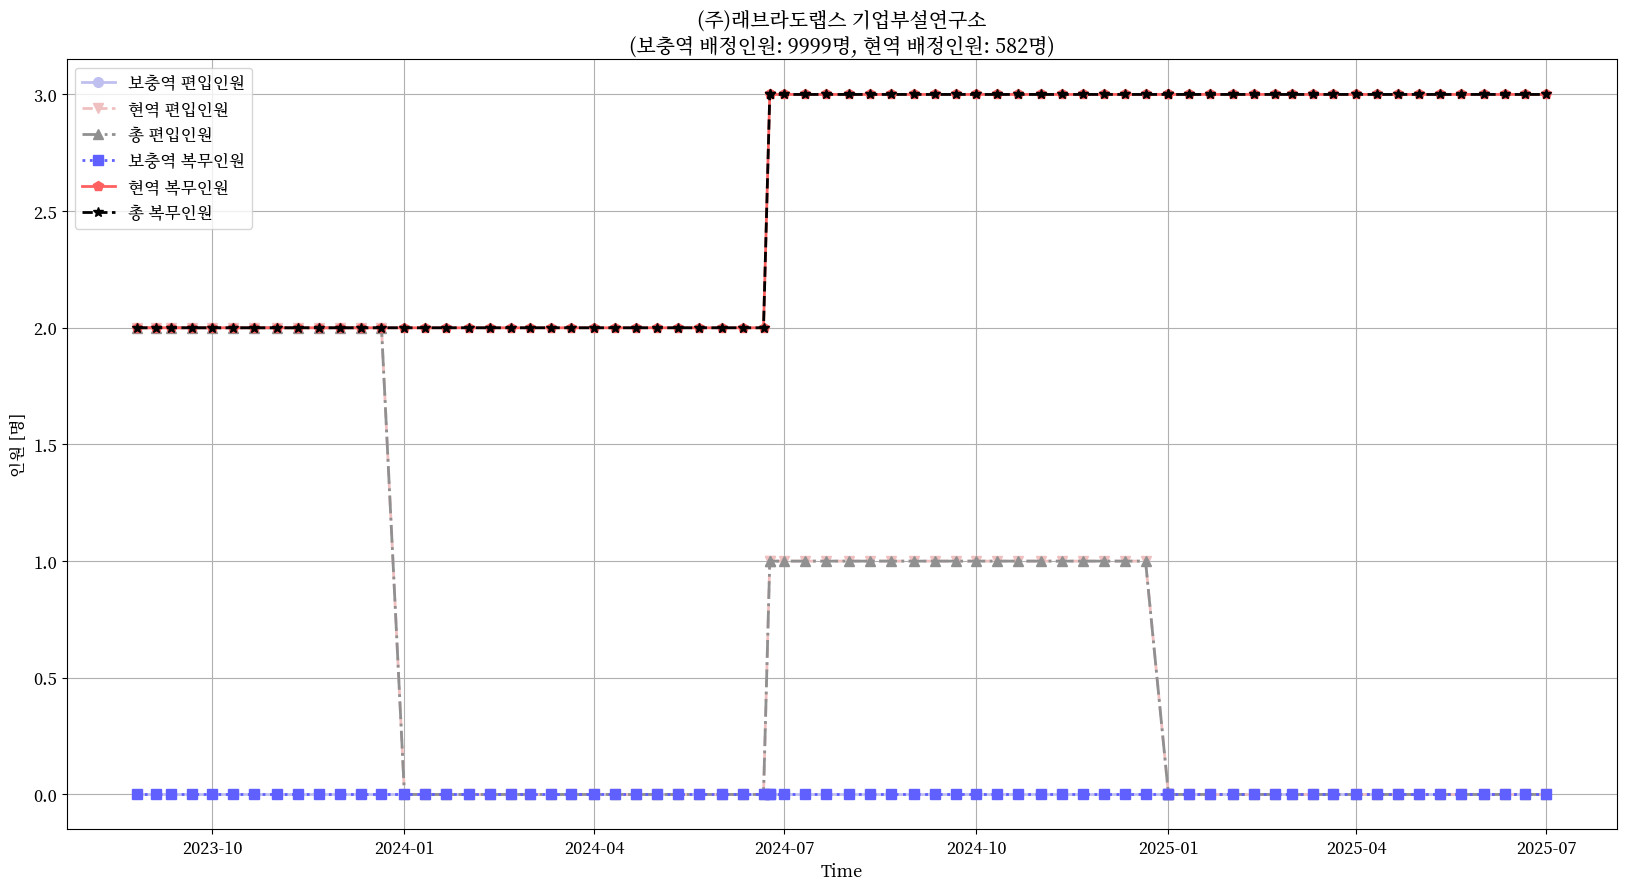 (주)래브라도랩스 기업부설연구소
(보충역 배정인원: 9999명, 현역 배정인원: 582명)
보충역 편입인원
현역 편입인원
총 편입인원
보충역 복무인원
현역 복무인원
총 복무인원
인원 [명]
3.0
2.5
2.0
1.5
1.0
0.5
0.0
2023-10
2024-01
2024-04
2024-07
2024-10
2025-01
2025-04
2025-07
Time